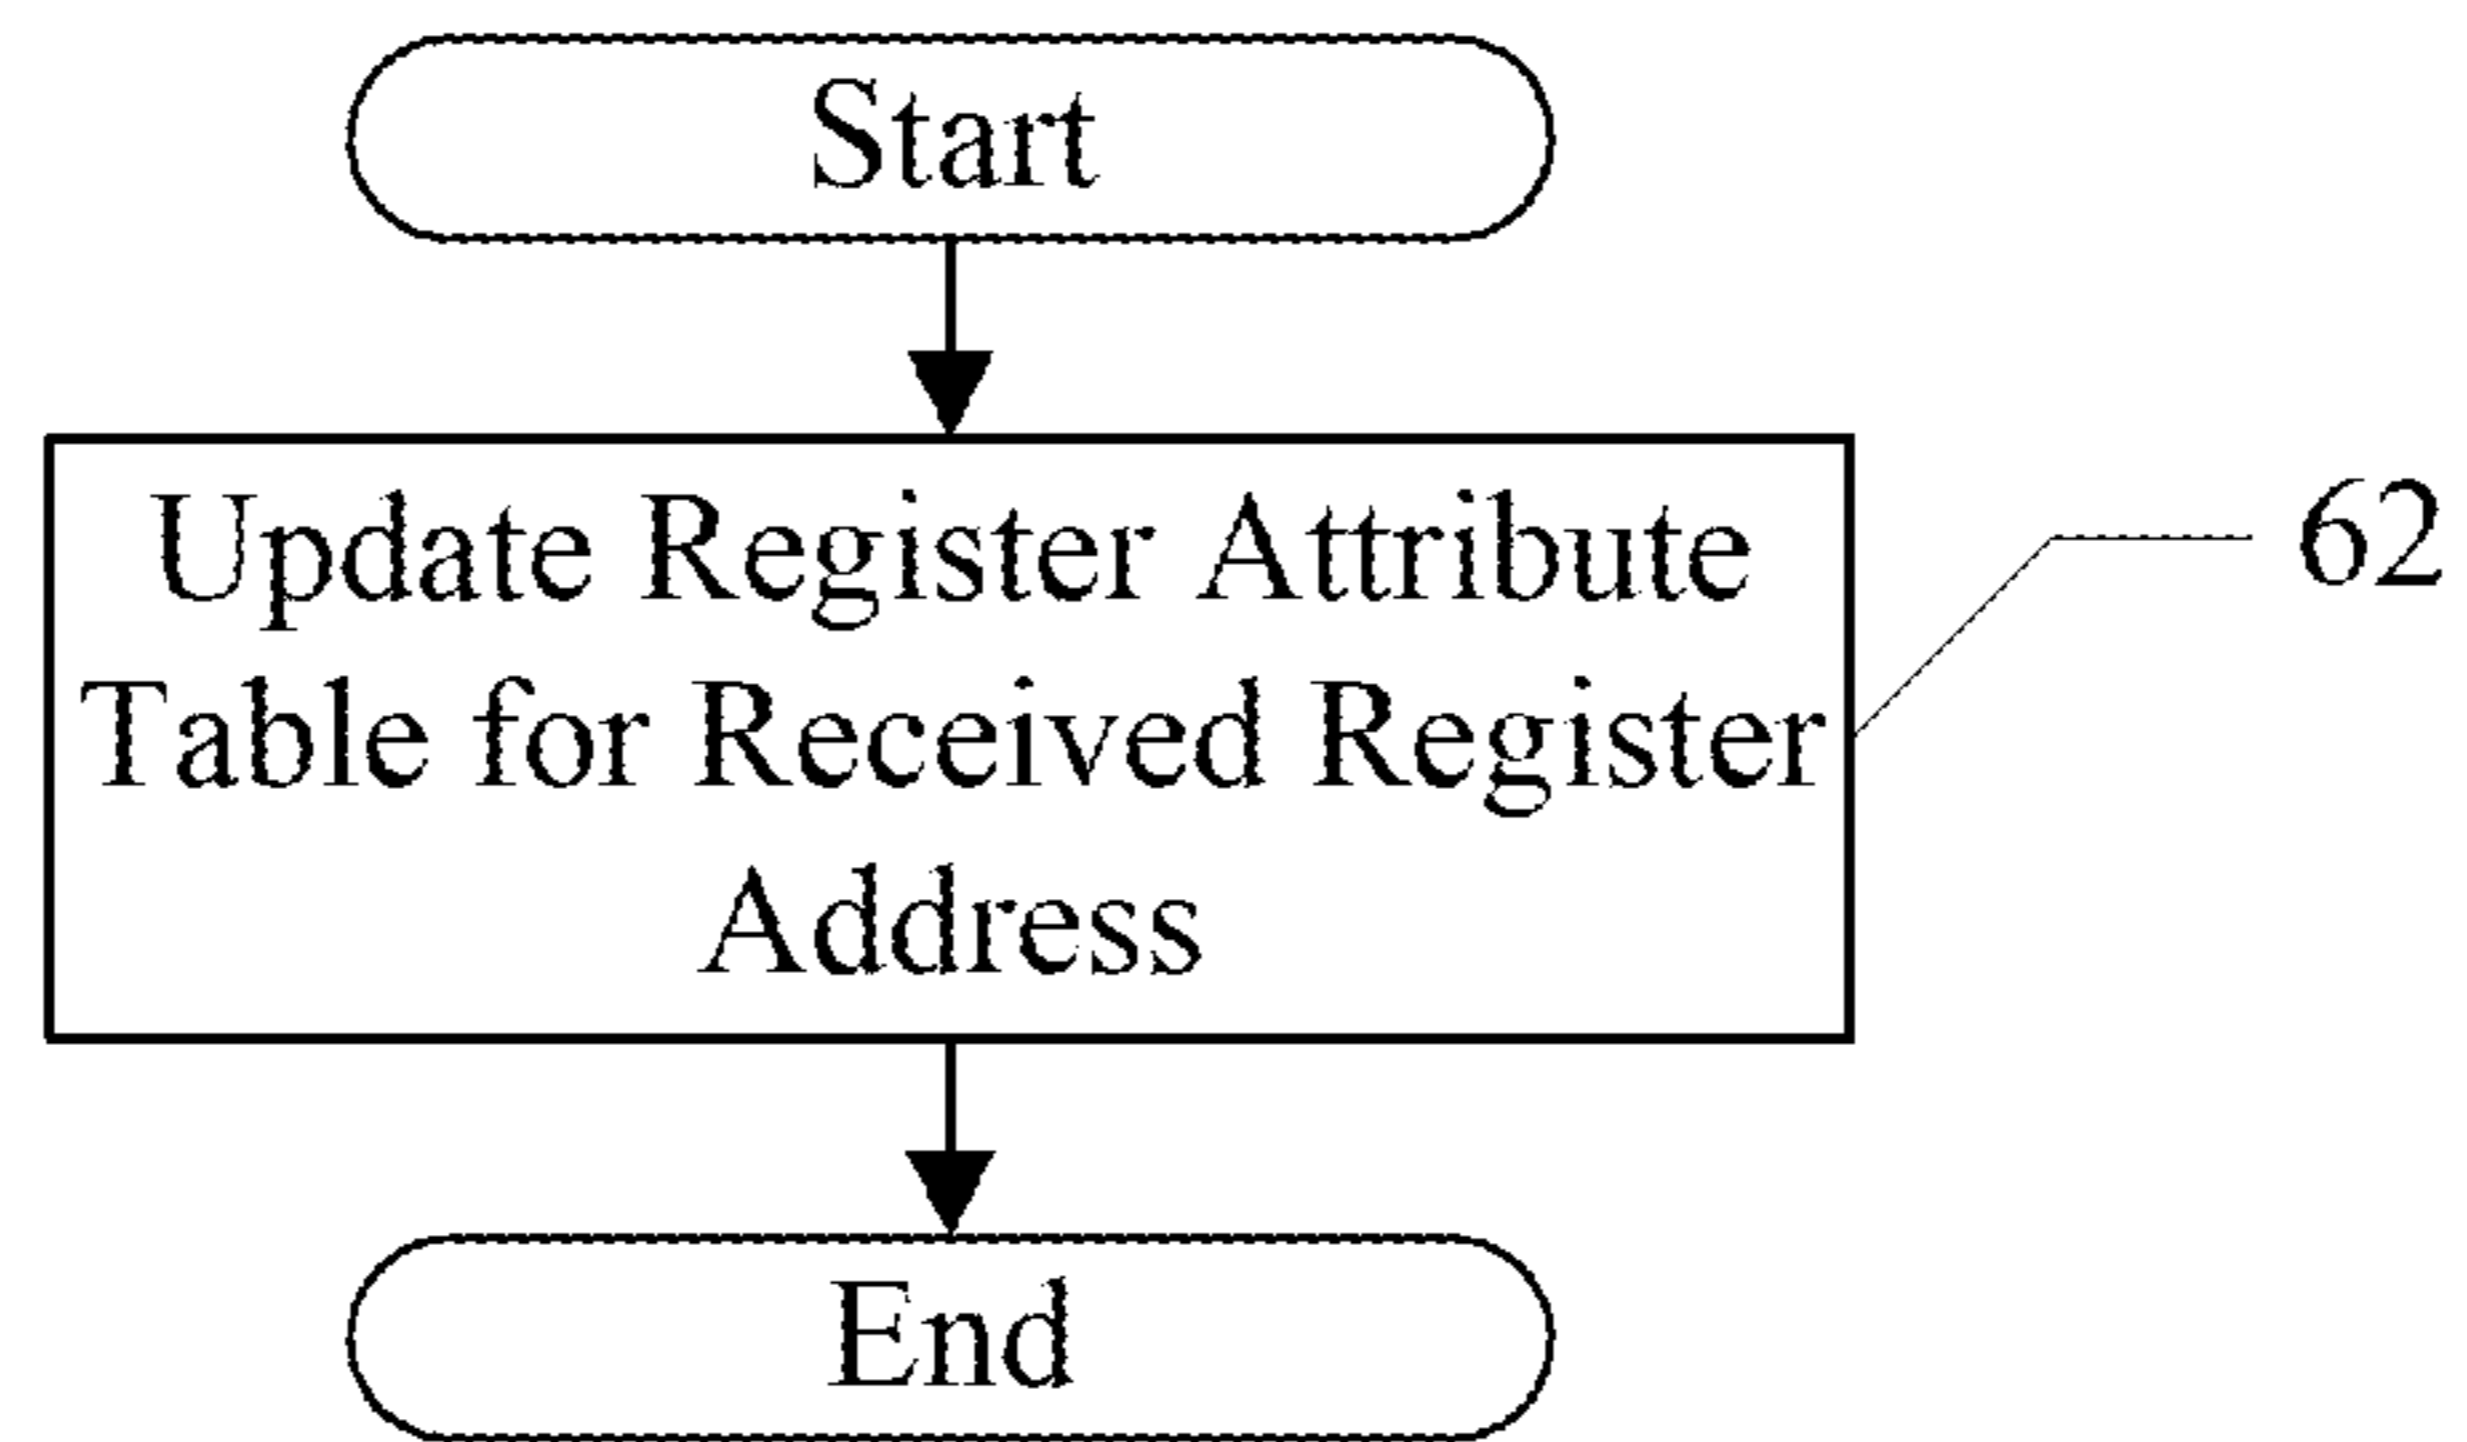 Start
Update Register Attribute
Table for Received Register
Address
62
End